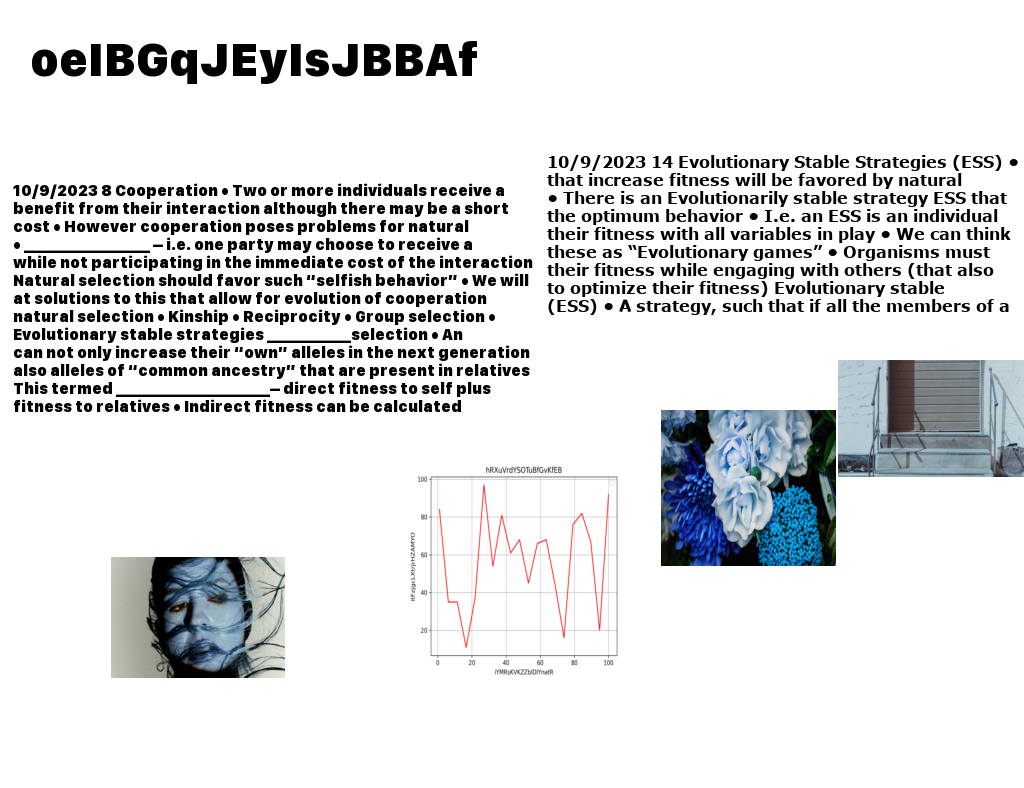 oeIBGqJEyIsJBBAf
10/9/2023 8 Cooperation • Two or more individuals receive a
benefit from their interaction although there may be a short
cost • However cooperation poses problems for natural
• _______________ – i.e. one party may choose to receive a
while not participating in the immediate cost of the interaction
Natural selection should favor such “selfish behavior” • We will
at solutions to this that allow for evolution of cooperation
natural selection • Kinship • Reciprocity • Group selection •
Evolutionary stable strategies __________selection • An
can not only increase their “own” alleles in the next generation
also alleles of “common ancestry” that are present in relatives
This termed __________________– direct fitness to self plus
fitness to relatives • Indirect fitness can be calculated
10/9/2023 14 Evolutionary Stable Strategies (ESS) •
that increase fitness will be favored by natural
• There is an Evolutionarily stable strategy ESS that
the optimum behavior • I.e. an ESS is an individual
their fitness with all variables in play • We can think
these as “Evolutionary games” • Organisms must
their fitness while engaging with others (that also
to optimize their fitness) Evolutionary stable
(ESS) • A strategy, such that if all the members of a
hRXuVrdYSOTuBfGvKfEB
100
80
60
40
20
0 20 40 60 80 100